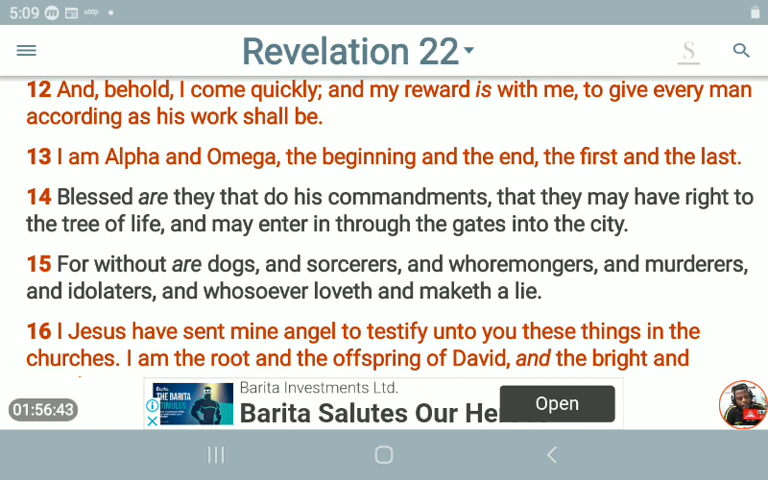 5:09
Revelation 22
12 And, behold, I come quickly; and my reward is with me, to give every man
according as his work shall be.
13 I am Alpha and Omega, the beginning and the end, the first and the last.
14 Blessed are they that do his commandments, that they may have right to
the tree of life, and may enter in through the gates into the city.
15 For without are dogs, and sorcerers, and whoremongers, and murderers,
and idolaters, and whosoever loveth and maketh a lie.
16 I Jesus have sent mine angel to testify unto you these things in the
churches. I am the root and the offspring of David, and the bright and
01:56:43
THE BARITA
STIMULUS
Barita Investments Ltd.
Barita Salutes Our He
Open